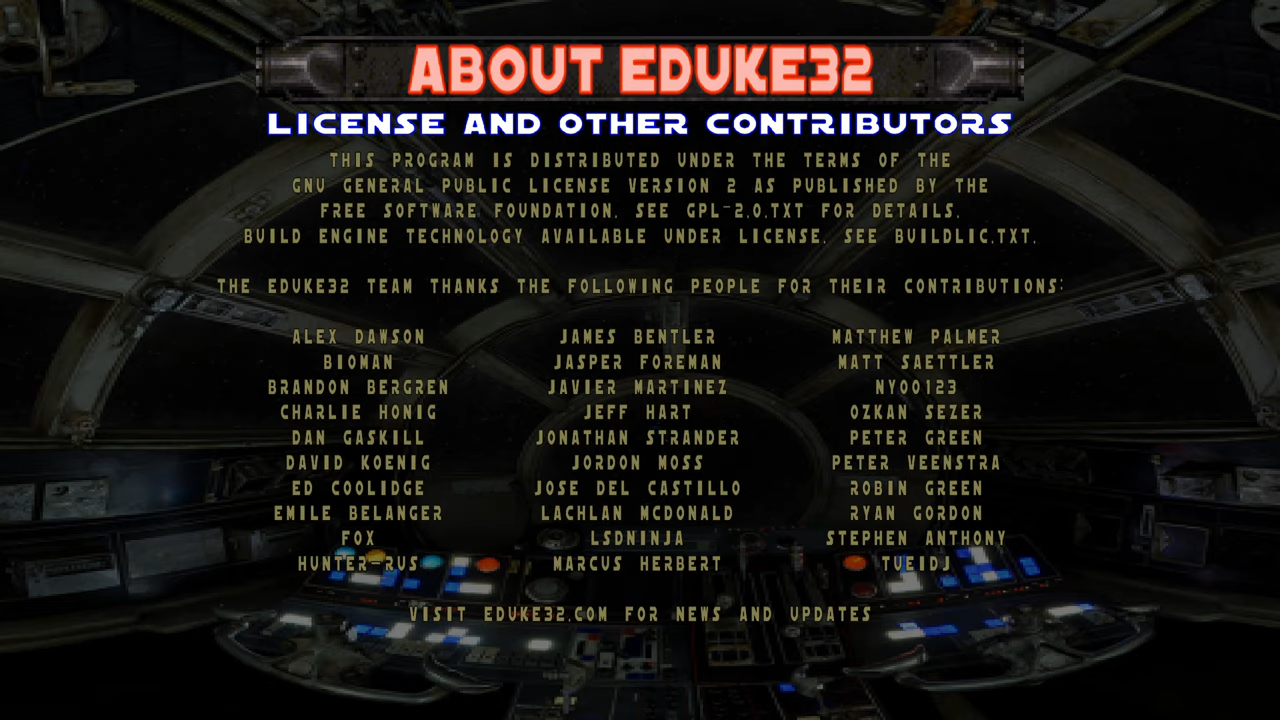 ABOUT EDUKE32
LICENSE AND OTHER CONTRIBUTORS
THIS PROGRAM IS DISTRIBUTED UNDER THE TERMS OF THE
GNU GENERAL PUBLIC LICENSE VERSION 2 AS PUBLISHED BY THE
FREE SOFTWARE FOUNDATION. SEE GPL-2.0.TXT FOR DETAILS.
BUILD ENGINE TECHNOLOGY AVAILABLE UNDER LICENSE. SEE BUILDLIC.TXT.
THE EDUKE32 TEAM THANKS THE FOLLOWING PEOPLE FOR THEIR CONTRIBUTIONS:
ALEX DAWSON JAMES BENTLER MATTHEW PALMER
BIOMAN JASPER FOREMAN MATT SAETTLER
BRANDON BERGREN JAVIER MARTINEZ NY00123
CHARLIE HONIG JEFF HART OZKAN SEZER
DAN GASKILL JONATHAN STRANDER PETER GREEN
DAVID KOENIG JORDON MOSS PETER VEENSTRA
ED COOLIDGE JOSE DEL CASTILLO ROBIN GREEN
EMILE BELANGER LACHLAN MCDONALD RYAN GORDON
FOX LSDNINJA STEPHEN ANTHONY
HUNTER-RUS MARCUS HERBERT TUEIDJ
VISIT EDUKE32.COM FOR NEWS AND UPDATES